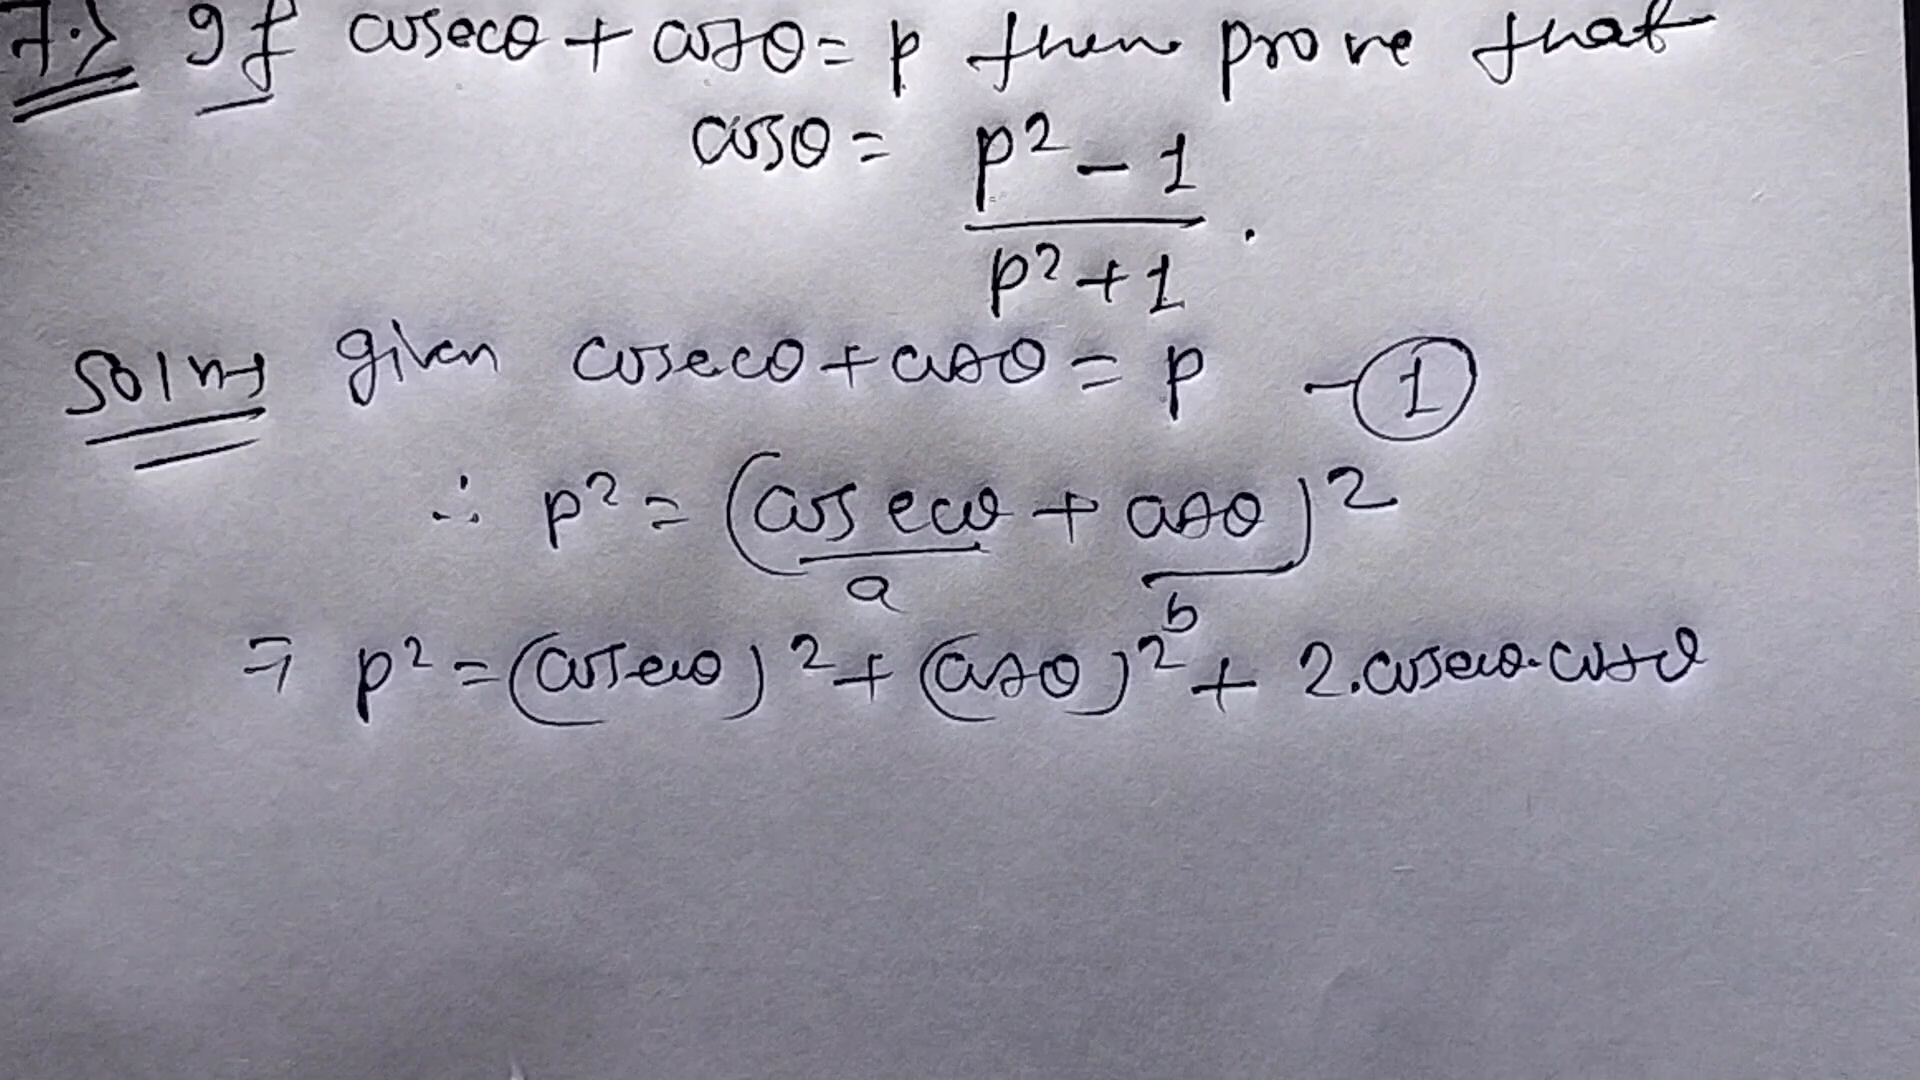 7.> If cosecθ + cotθ = p then prove that
cosθ = p² - 1
p² + 1 .
Soln→ given cosecθ + cotθ = p - 1
∴ p² = (cosecθ + cotθ)²
a b
⇒ p² = (cosecθ)² + (cotθ)² + 2.cosecθ.cotθ